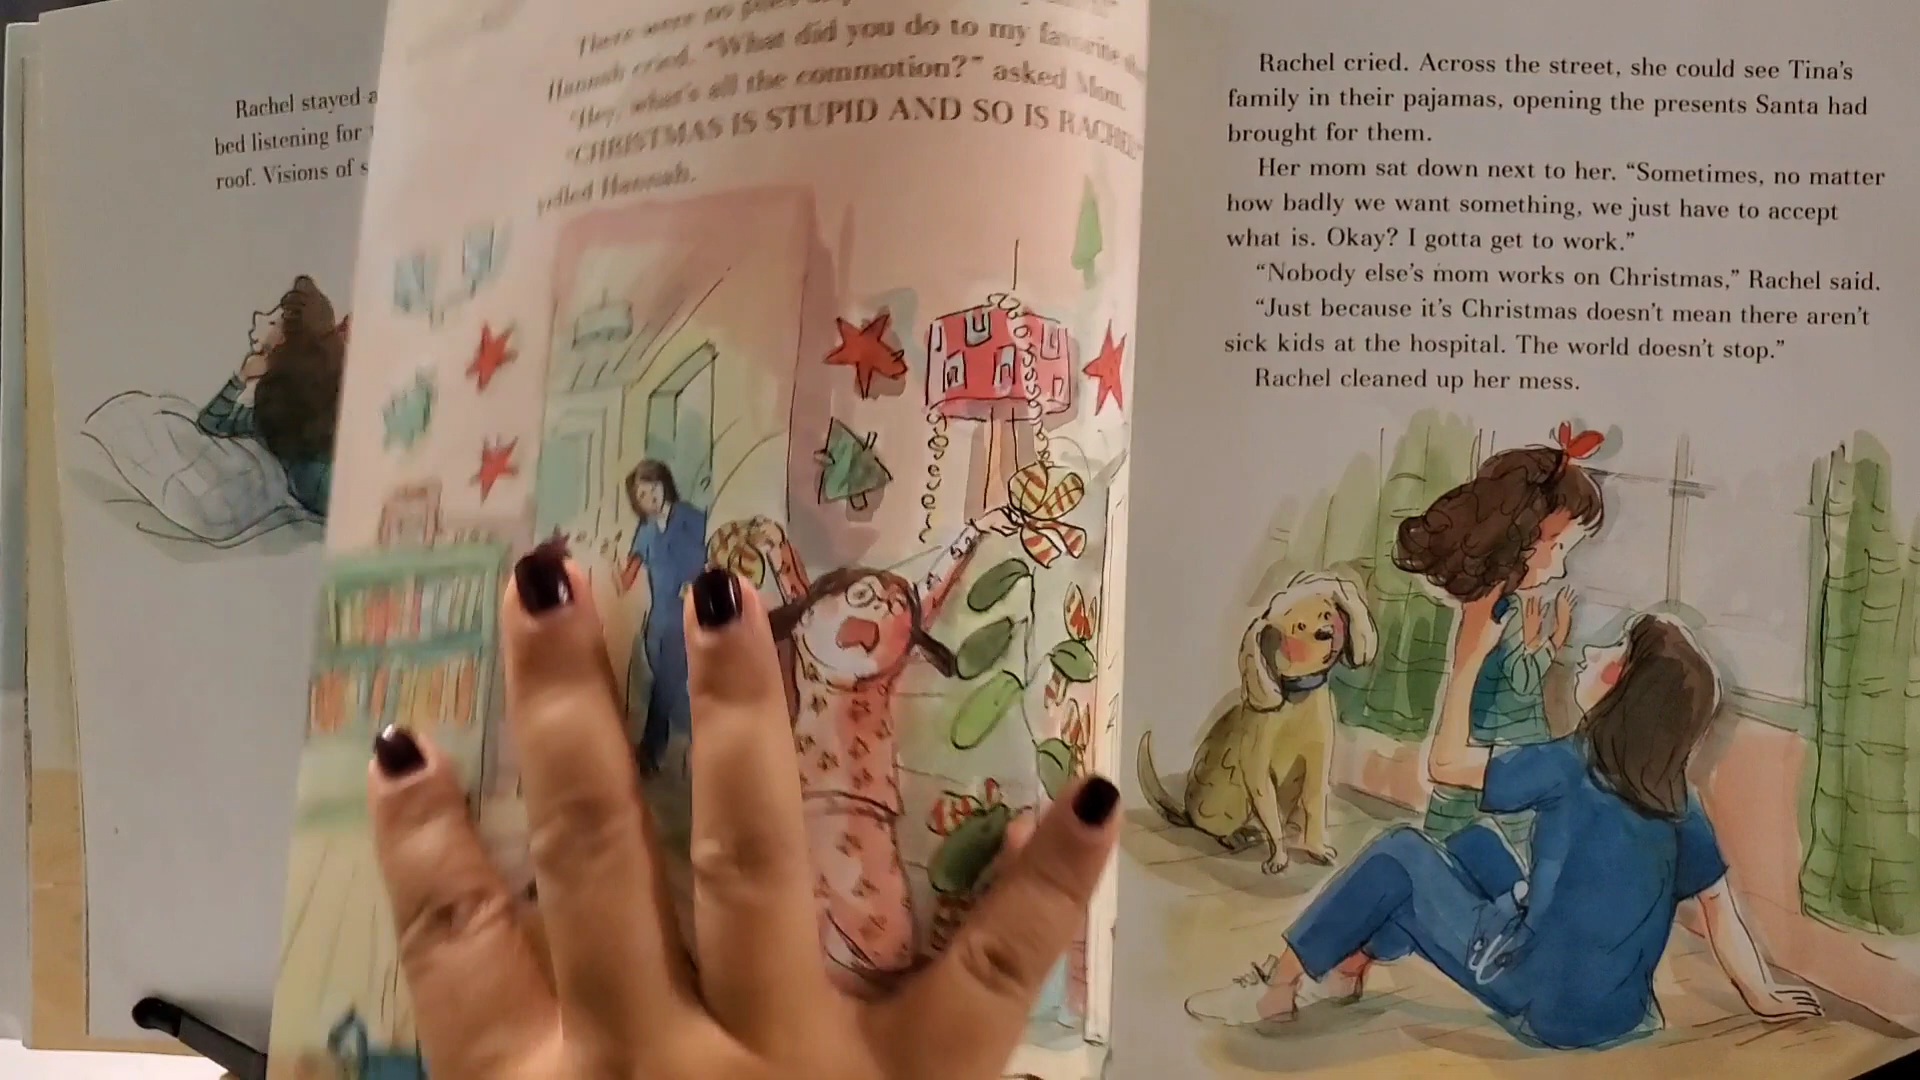 Rachel stayed a
bed listening for
roof. Visions of s
There were no
Hannah cried. "What did you do to my favorite
"Hey, what's all the commotion?" asked Mom.
"CHRISTMAS IS STUPID AND SO IS RACHEL"
yelled Hannah.
Rachel cried. Across the street, she could see Tina's
family in their pajamas, opening the presents Santa had
brought for them.
Her mom sat down next to her. “Sometimes, no matter
how badly we want something, we just have to accept
what is. Okay? I gotta get to work.”
“Nobody else's mom works on Christmas,” Rachel said.
“Just because it's Christmas doesn't mean there aren't
sick kids at the hospital. The world doesn't stop.”
Rachel cleaned up her mess.